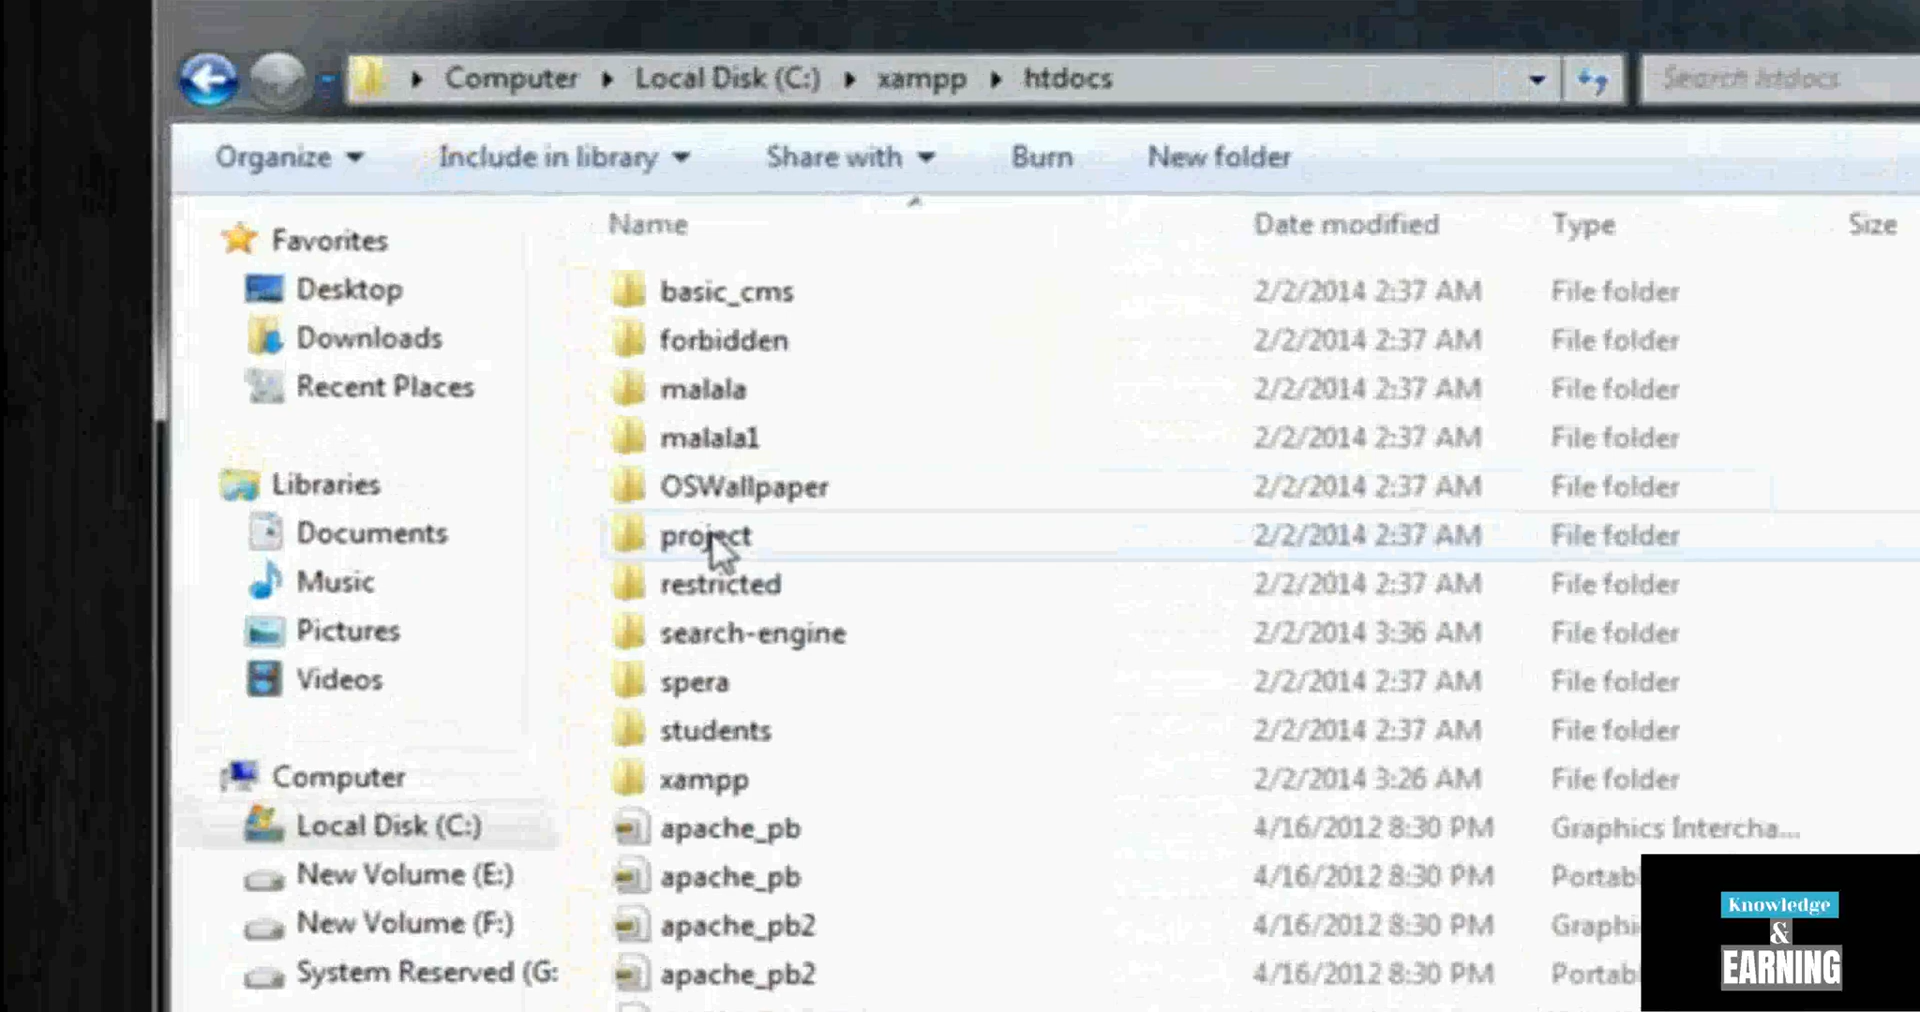 Computer Local Disk (C:) xampp htdocs Search htdocs
Organize Include in library Share with Burn New folder
Name Date modified Type Size
Favorites
Desktop
Downloads
Recent Places
Libraries
Documents
Music
Pictures
Videos
Computer
Local Disk (C:)
New Volume (E:)
New Volume (F:)
System Reserved (G:
basic_cms 2/2/2014 2:37 AM File folder
forbidden 2/2/2014 2:37 AM File folder
malala 2/2/2014 2:37 AM File folder
malala1 2/2/2014 2:37 AM File folder
OSWallpaper 2/2/2014 2:37 AM File folder
project 2/2/2014 2:37 AM File folder
restricted 2/2/2014 2:37 AM File folder
search-engine 2/2/2014 3:36 AM File folder
spera 2/2/2014 2:37 AM File folder
students 2/2/2014 2:37 AM File folder
xampp 2/2/2014 3:26 AM File folder
apache_pb 4/16/2012 8:30 PM Graphics Intercha...
apache_pb 4/16/2012 8:30 PM Portab
apache_pb2 4/16/2012 8:30 PM Graphi
apache_pb2 4/16/2012 8:30 PM Portab
Knowledge
&
EARNING